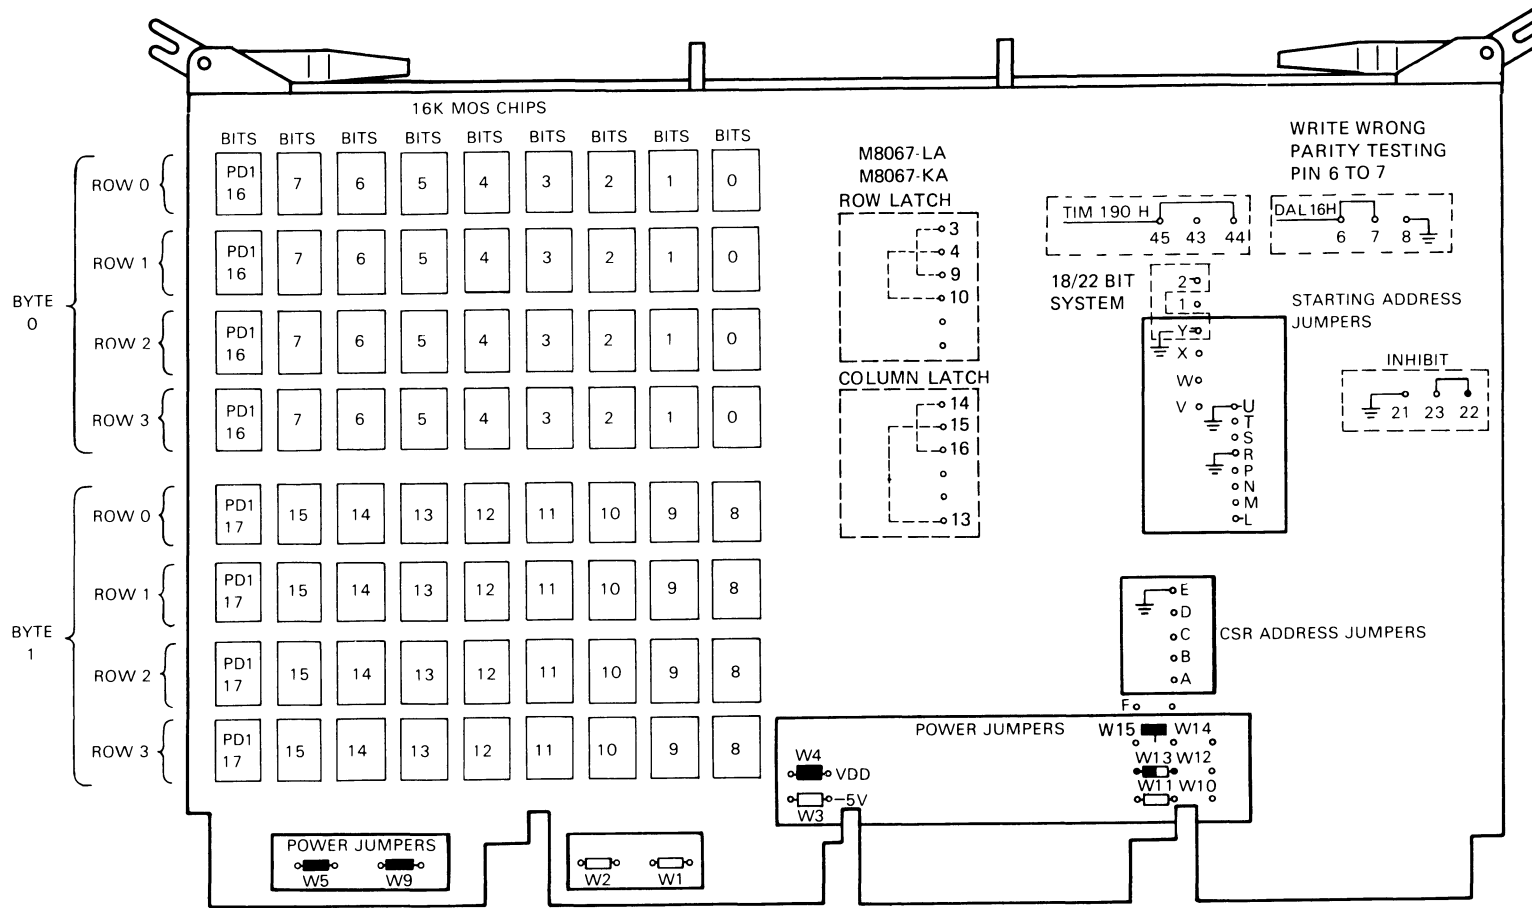 16K MOS CHIPS
BITS BITS BITS BITS BITS BITS BITS BITS BITS
BYTE 0
ROW 0 PD1 16 7 6 5 4 3 2 1 0
ROW 1 PD1 16 7 6 5 4 3 2 1 0
ROW 2 PD1 16 7 6 5 4 3 2 1 0
ROW 3 PD1 16 7 6 5 4 3 2 1 0
BYTE 1
ROW 0 PD1 17 15 14 13 12 11 10 9 8
ROW 1 PD1 17 15 14 13 12 11 10 9 8
ROW 2 PD1 17 15 14 13 12 11 10 9 8
ROW 3 PD1 17 15 14 13 12 11 10 9 8
M8067-LA
M8067-KA
ROW LATCH
3
4
9
10
COLUMN LATCH
14
15
16
13
TIM 190 H
45 43 44
WRITE WRONG
PARITY TESTING
PIN 6 TO 7
DAL 16H
6 7 8
18/22 BIT
SYSTEM
2
1
Y
X
W
V
STARTING ADDRESS
JUMPERS
U
T
S
R
P
N
M
L
INHIBIT
21 23 22
E
D
C
B
A
CSR ADDRESS JUMPERS
F
POWER JUMPERS
W15 W14
W13 W12
W11 W10
W4
VDD
-5V
W3
POWER JUMPERS
W5 W9
W2 W1